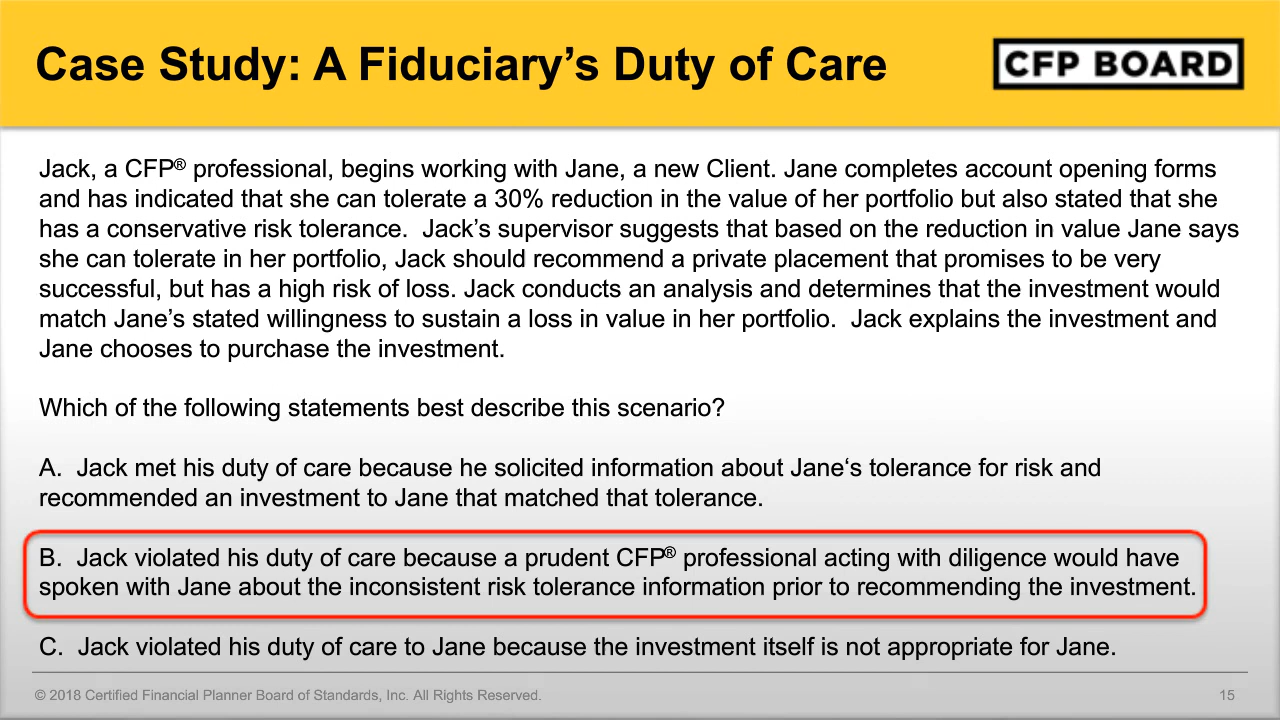 Case Study: A Fiduciary’s Duty of Care
CFP BOARD
Jack, a CFP® professional, begins working with Jane, a new Client. Jane completes account opening forms
and has indicated that she can tolerate a 30% reduction in the value of her portfolio but also stated that she
has a conservative risk tolerance.  Jack’s supervisor suggests that based on the reduction in value Jane says
she can tolerate in her portfolio, Jack should recommend a private placement that promises to be very
successful, but has a high risk of loss. Jack conducts an analysis and determines that the investment would
match Jane’s stated willingness to sustain a loss in value in her portfolio.  Jack explains the investment and
Jane chooses to purchase the investment.
Which of the following statements best describe this scenario?
A.  Jack met his duty of care because he solicited information about Jane‘s tolerance for risk and
recommended an investment to Jane that matched that tolerance.
B.  Jack violated his duty of care because a prudent CFP® professional acting with diligence would have
spoken with Jane about the inconsistent risk tolerance information prior to recommending the investment.
C.  Jack violated his duty of care to Jane because the investment itself is not appropriate for Jane.
© 2018 Certified Financial Planner Board of Standards, Inc. All Rights Reserved.
15